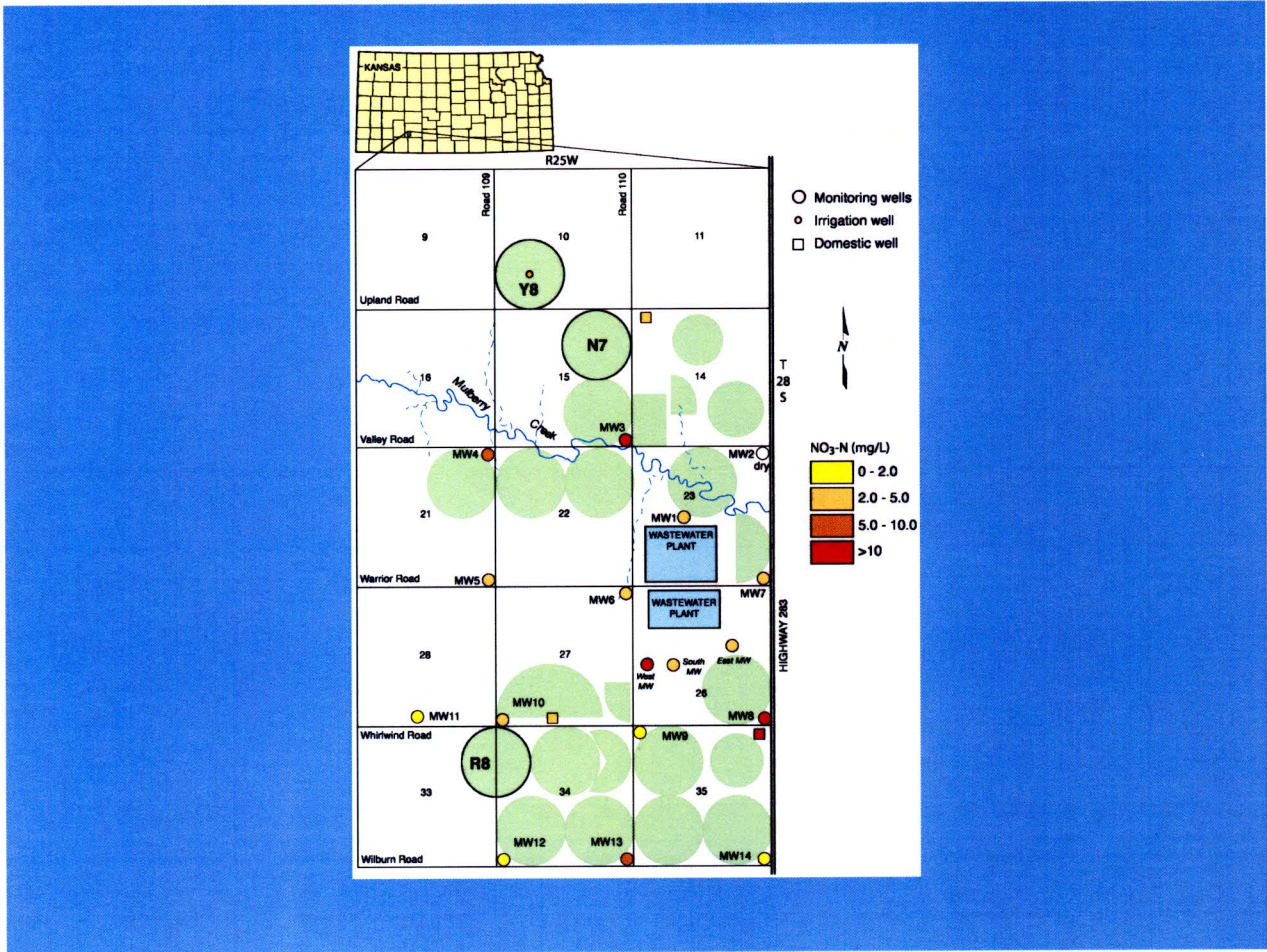 KANSAS
R25W
Road 109
Road 110
Monitoring wells
Irrigation well
Domestic well
9
10
11
Y8
Upland Road
N7
N
16
15
14
T
28
S
Mulberry
Creek
MW3
Valley Road
MW4
MW2
dry
NO3-N (mg/L)
0 - 2.0
2.0 - 5.0
5.0 - 10.0
>10
23
21
22
MW1
WASTEWATER
PLANT
Warrior Road
MW5
MW7
MW6
WASTEWATER
PLANT
HIGHWAY 283
28
27
West
MW
South
MW
East MW
26
MW10
MW11
MW8
Whirlwind Road
MW9
R8
33
34
35
MW12
MW13
MW14
Wilburn Road